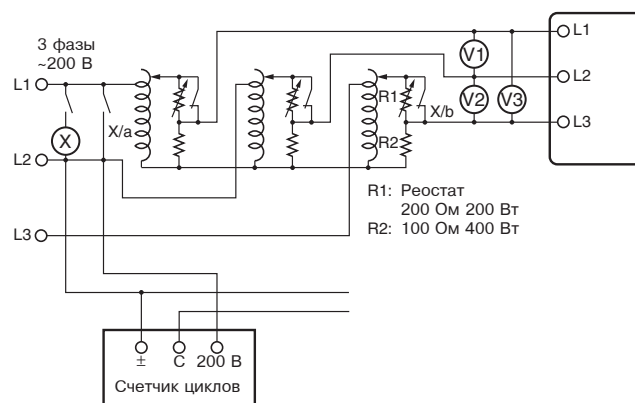 3 фазы
~200 В
L1
L2
L3
X
X/a
R1
R2
X/b
V1
V2
V3
L1
L2
L3
R1: Реостат
200 Ом 200 Вт
R2: 100 Ом 400 Вт
± C 200 В
Счетчик циклов